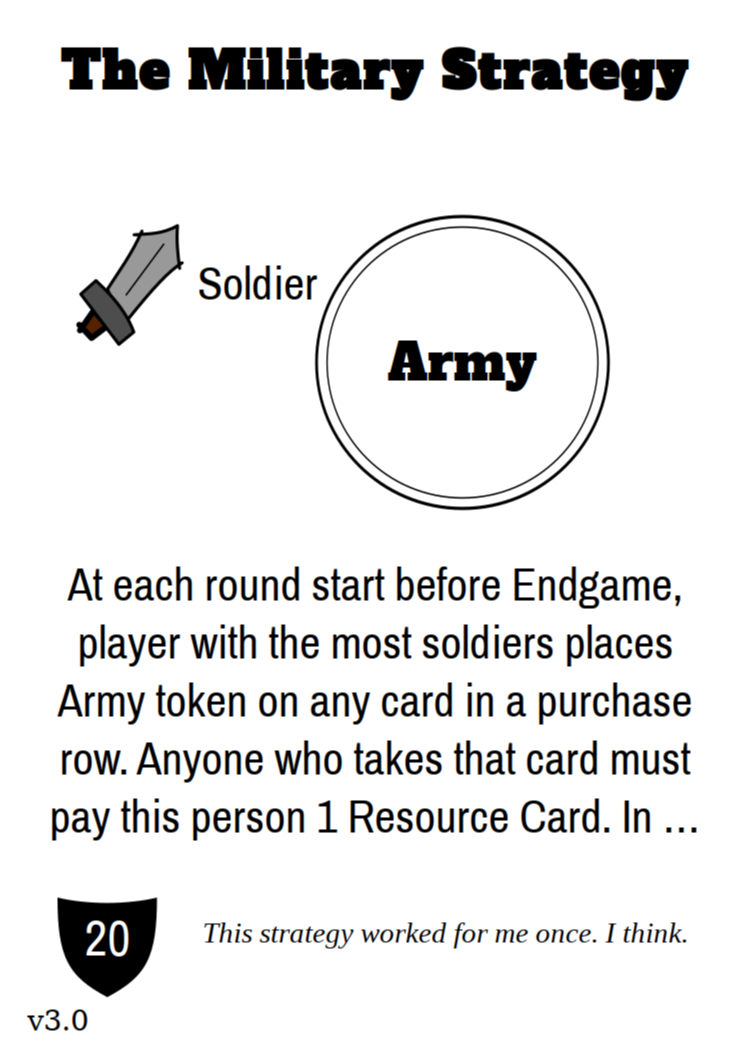 The Military Strategy
Soldier
Army
At each round start before Endgame,
player with the most soldiers places
Army token on any card in a purchase
row. Anyone who takes that card must
pay this person 1 Resource Card. In ...
20
This strategy worked for me once. I think.
v3.0